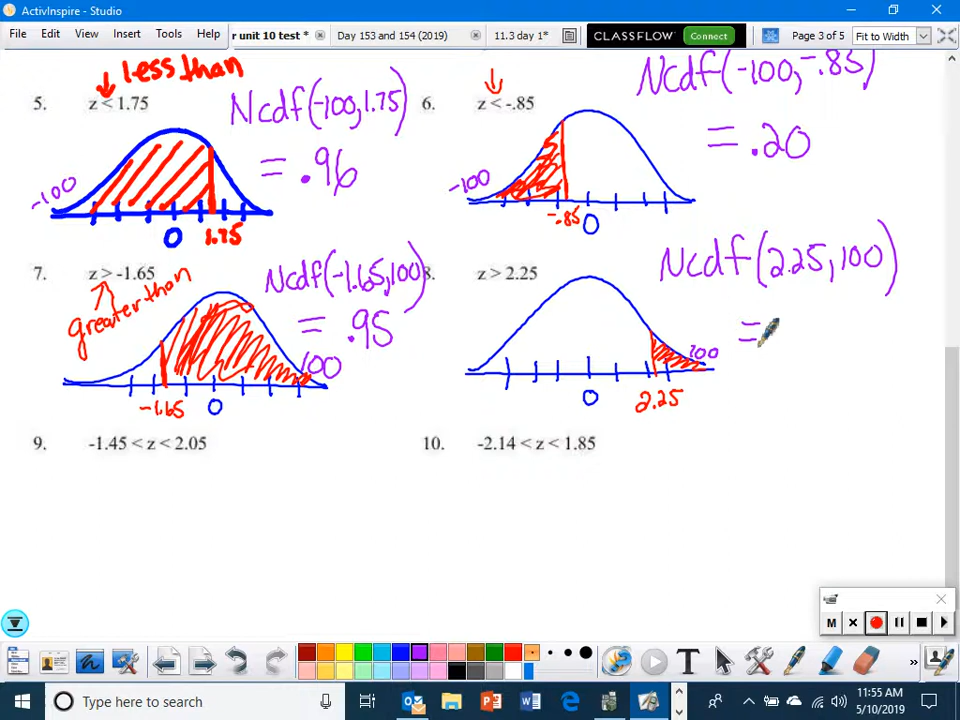 ActivInspire - Studio
File Edit View Insert Tools Help
r unit 10 test * Day 153 and 154 (2019) 11.3 day 1* CLASSFLOW Connect Page 3 of 5 Fit to Width
less than
5. z < 1.75
Ncdf(-100,1.75)
= .96
-100
0 1.75
6. z < -.85
Ncdf(-100,-.85)
= .20
-100
-.85 0
7. z > -1.65
greater than
Ncdf(-1.65,100)
= .95
100
-1.65 0
8. z > 2.25
Ncdf(2.25,100)
=
100
0 2.25
9. -1.45 < z < 2.05
10. -2.14 < z < 1.85
M
T
»
Type here to search
11:55 AM
5/10/2019